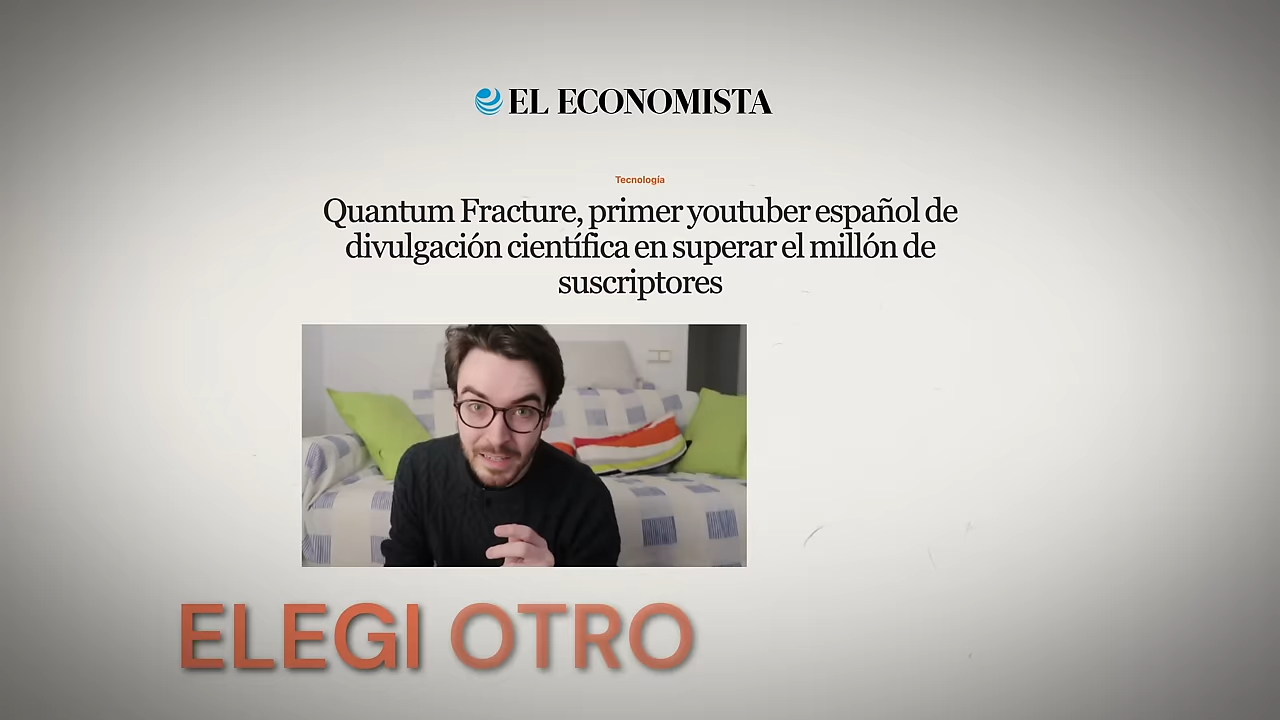 EL ECONOMISTA
Tecnología
Quantum Fracture, primer youtuber español de
divulgación científica en superar el millón de
suscriptores
ELEGI OTRO